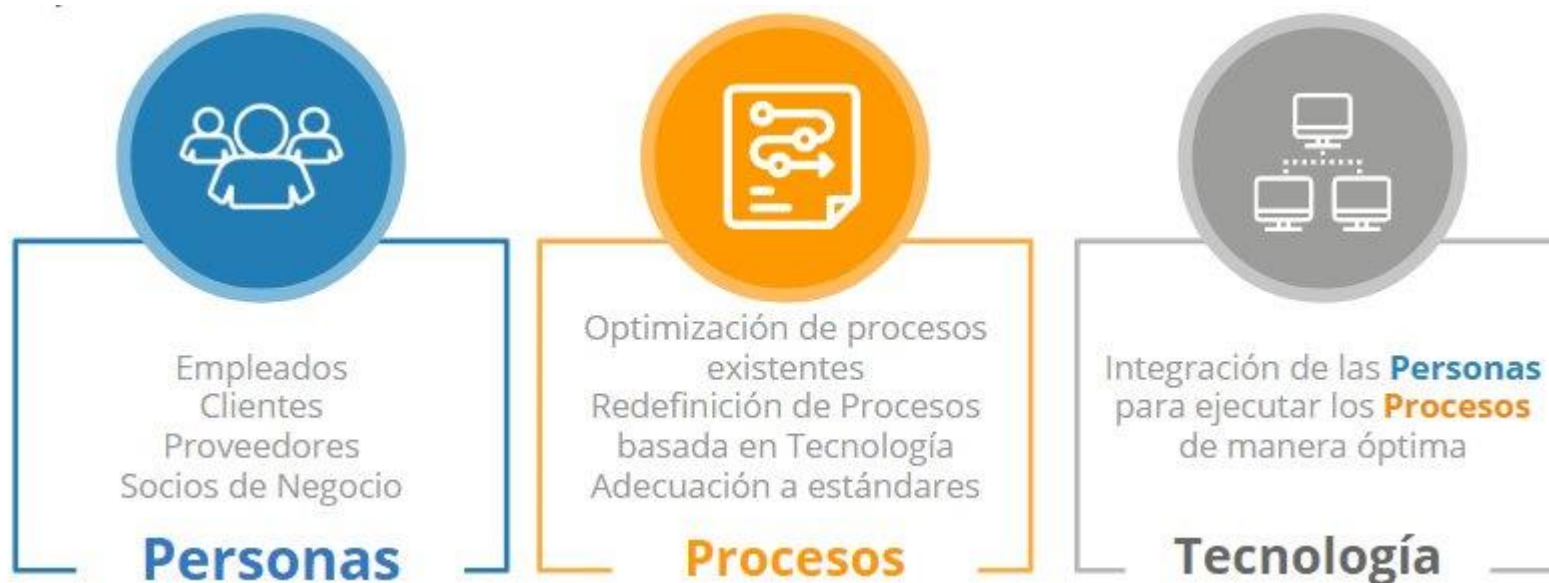 Empleados
Clientes
Proveedores
Socios de Negocio
Personas
Optimización de procesos
existentes
Redefinición de Procesos
basada en Tecnología
Adecuación a estándares
Procesos
Integración de las Personas
para ejecutar los Procesos
de manera óptima
Tecnología